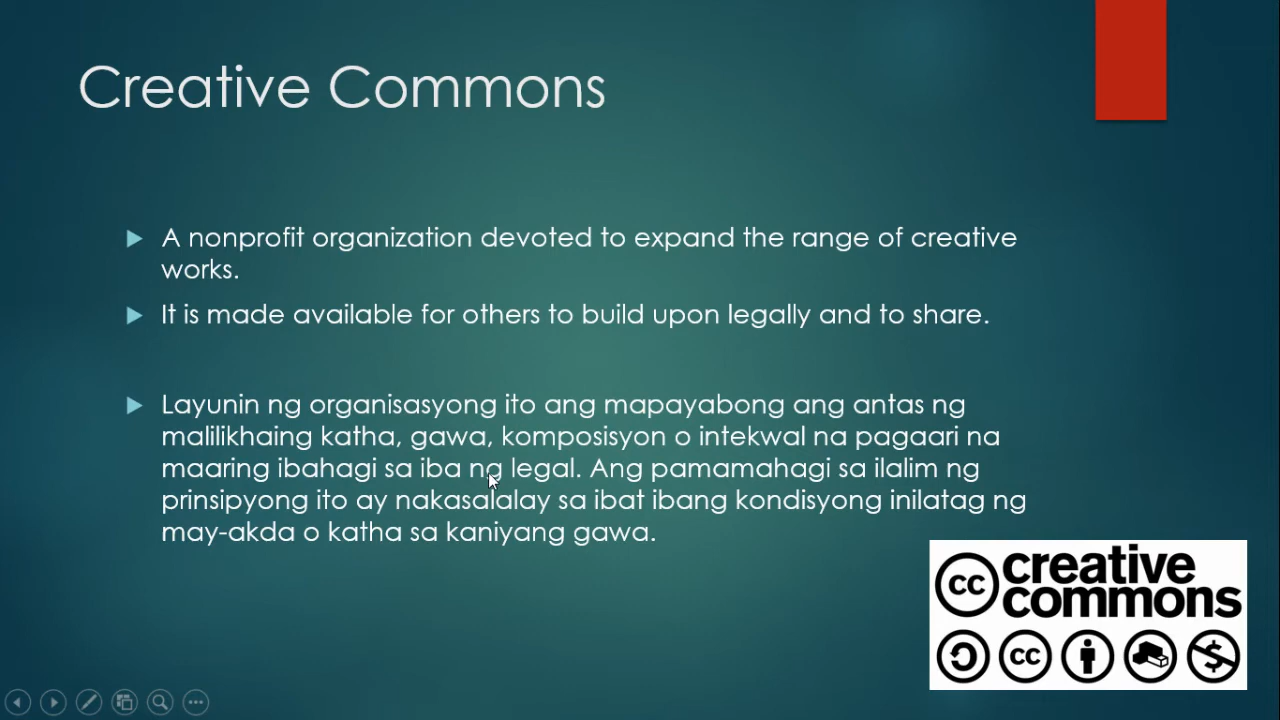 Creative Commons
A nonprofit organization devoted to expand the range of creative
works.
It is made available for others to build upon legally and to share.
Layunin ng organisasyong ito ang mapayabong ang antas ng
malilikhaing katha, gawa, komposisyon o intekwal na pagaari na
maaring ibahagi sa iba ng legal. Ang pamamahagi sa ilalim ng
prinsipyong ito ay nakasalalay sa ibat ibang kondisyong inilatag ng
may-akda o katha sa kaniyang gawa.
cc creative
commons
cc